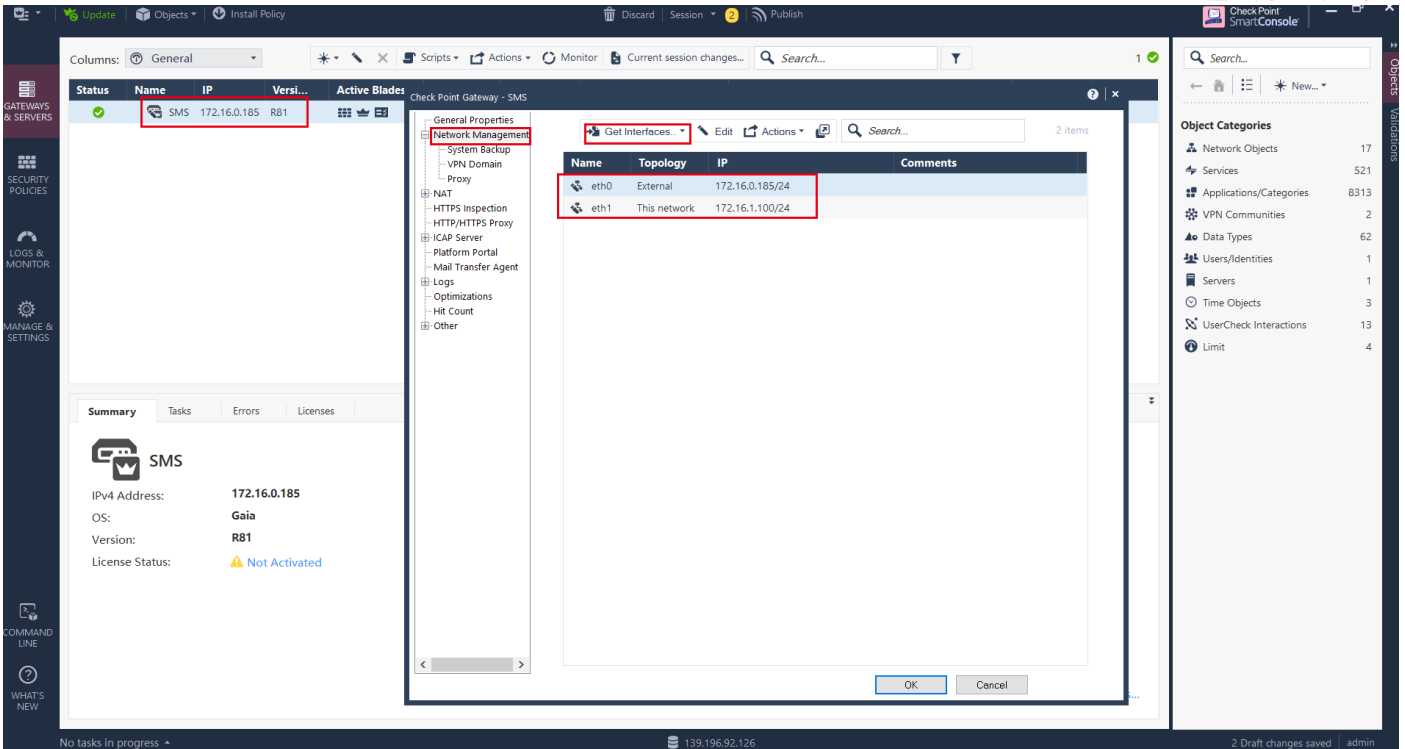 Update Objects Install Policy Discard Session 2 Publish Check Point SmartConsole
Columns: General Scripts Actions Monitor Current session changes... Search... 1
Status Name IP Versi... Active Blades
SMS 172.16.0.185 R81
GATEWAYS & SERVERS
SECURITY POLICIES
LOGS & MONITOR
MANAGE & SETTINGS
COMMAND LINE
WHAT'S NEW
Check Point Gateway - SMS
General Properties
Network Management
System Backup
VPN Domain
Proxy
NAT
HTTPS Inspection
HTTP/HTTPS Proxy
ICAP Server
Platform Portal
Mail Transfer Agent
Logs
Optimizations
Hit Count
Other
Get Interfaces... Edit Actions Search... 2 items
Name Topology IP Comments
eth0 External 172.16.0.185/24
eth1 This network 172.16.1.100/24
OK Cancel
Summary Tasks Errors Licenses
SMS
IPv4 Address: 172.16.0.185
OS: Gaia
Version: R81
License Status: Not Activated
Search...
New...
Object Categories
Network Objects 17
Services 521
Applications/Categories 8313
VPN Communities 2
Data Types 62
Users/Identities 1
Servers 1
Time Objects 3
UserCheck Interactions 13
Limit 4
Objects
Validations
No tasks in progress 139.196.92.126 2 Draft changes saved admin